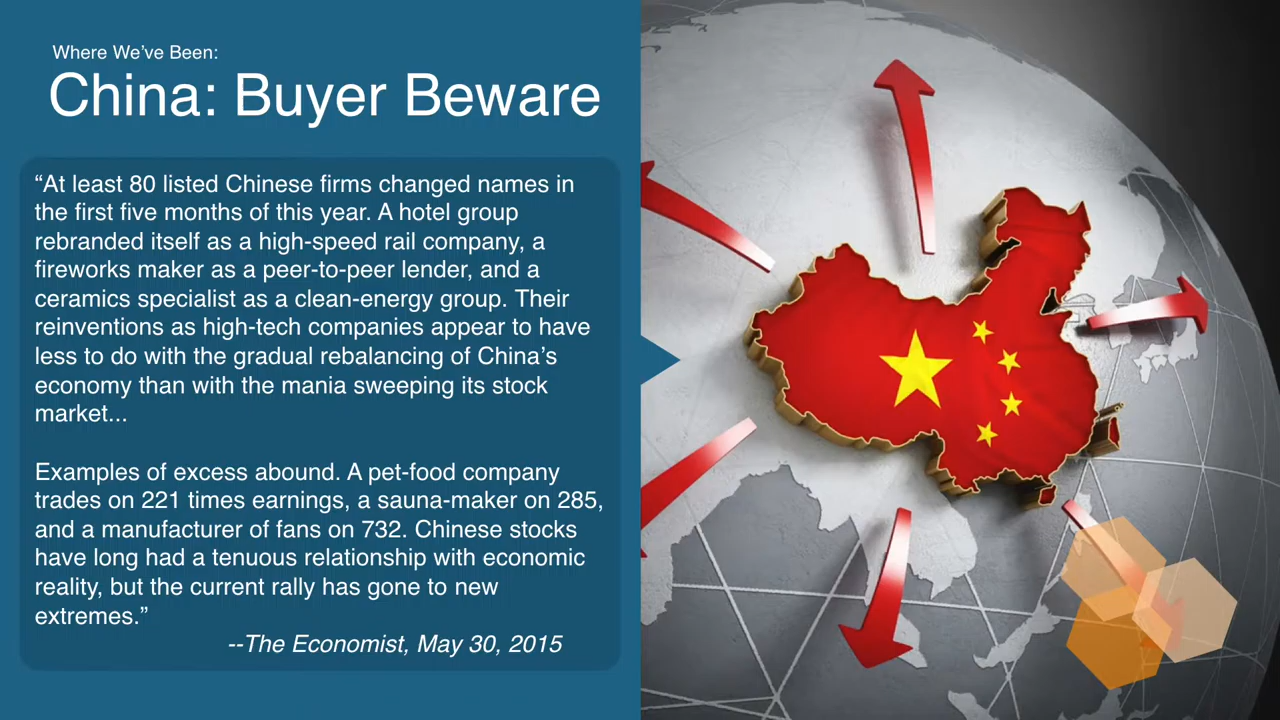 Where We've Been:
China: Buyer Beware
“At least 80 listed Chinese firms changed names in
the first five months of this year. A hotel group
rebranded itself as a high-speed rail company, a
fireworks maker as a peer-to-peer lender, and a
ceramics specialist as a clean-energy group. Their
reinventions as high-tech companies appear to have
less to do with the gradual rebalancing of China’s
economy than with the mania sweeping its stock
market...
Examples of excess abound. A pet-food company
trades on 221 times earnings, a sauna-maker on 285,
and a manufacturer of fans on 732. Chinese stocks
have long had a tenuous relationship with economic
reality, but the current rally has gone to new
extremes.”
--The Economist, May 30, 2015